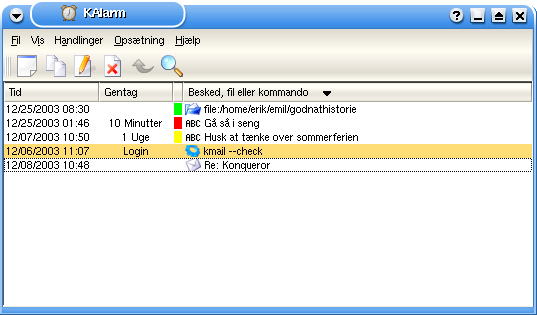 KAlarm
Fil Vis Handlinger Opsætning Hjælp
Tid Gentag Besked, fil eller kommando
12/25/2003 08:30 file:/home/erik/emil/godnathistorie
12/25/2003 01:46 10 Minutter ABC Gå så i seng
12/07/2003 10:50 1 Uge ABC Husk at tænke over sommerferien
12/06/2003 11:07 Login kmail --check
12/08/2003 10:48 Re: Konqueror